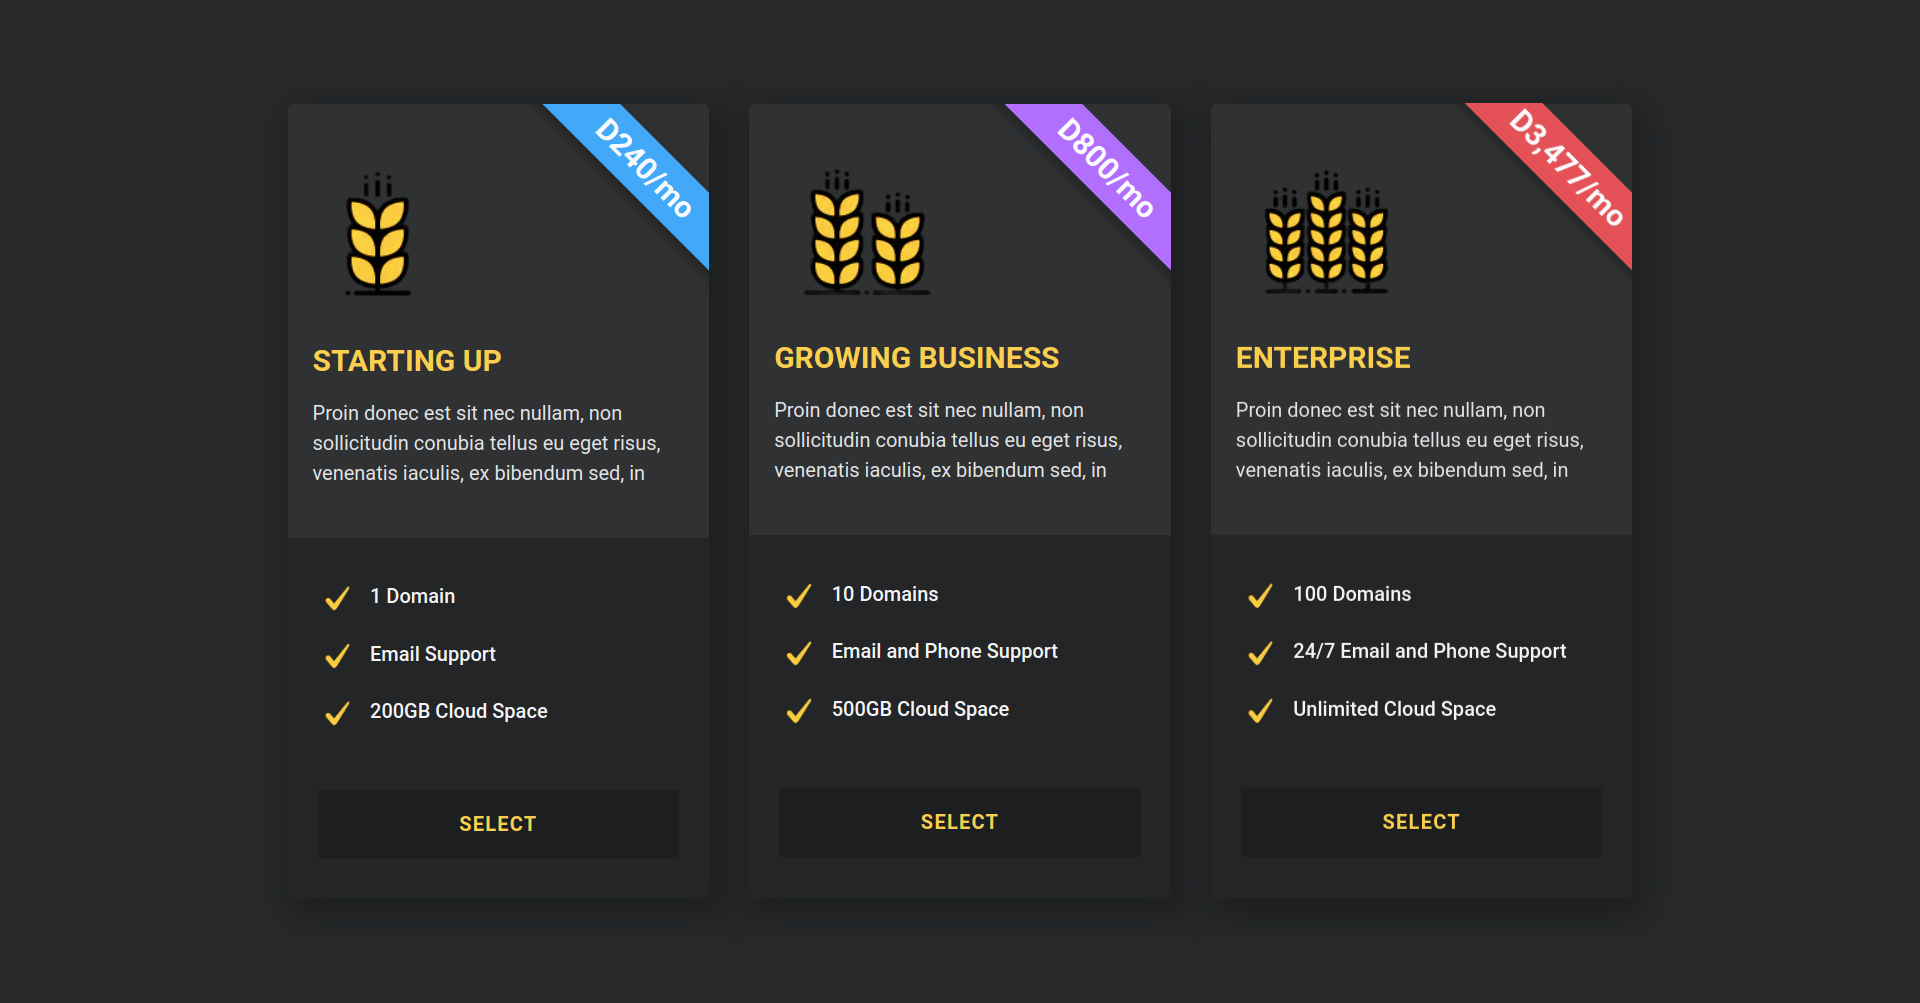 D240/mo
STARTING UP
Proin donec est sit nec nullam, non
sollicitudin conubia tellus eu eget risus,
venenatis iaculis, ex bibendum sed, in
1 Domain
Email Support
200GB Cloud Space
SELECT
D800/mo
GROWING BUSINESS
Proin donec est sit nec nullam, non
sollicitudin conubia tellus eu eget risus,
venenatis iaculis, ex bibendum sed, in
10 Domains
Email and Phone Support
500GB Cloud Space
SELECT
D3,477/mo
ENTERPRISE
Proin donec est sit nec nullam, non
sollicitudin conubia tellus eu eget risus,
venenatis iaculis, ex bibendum sed, in
100 Domains
24/7 Email and Phone Support
Unlimited Cloud Space
SELECT